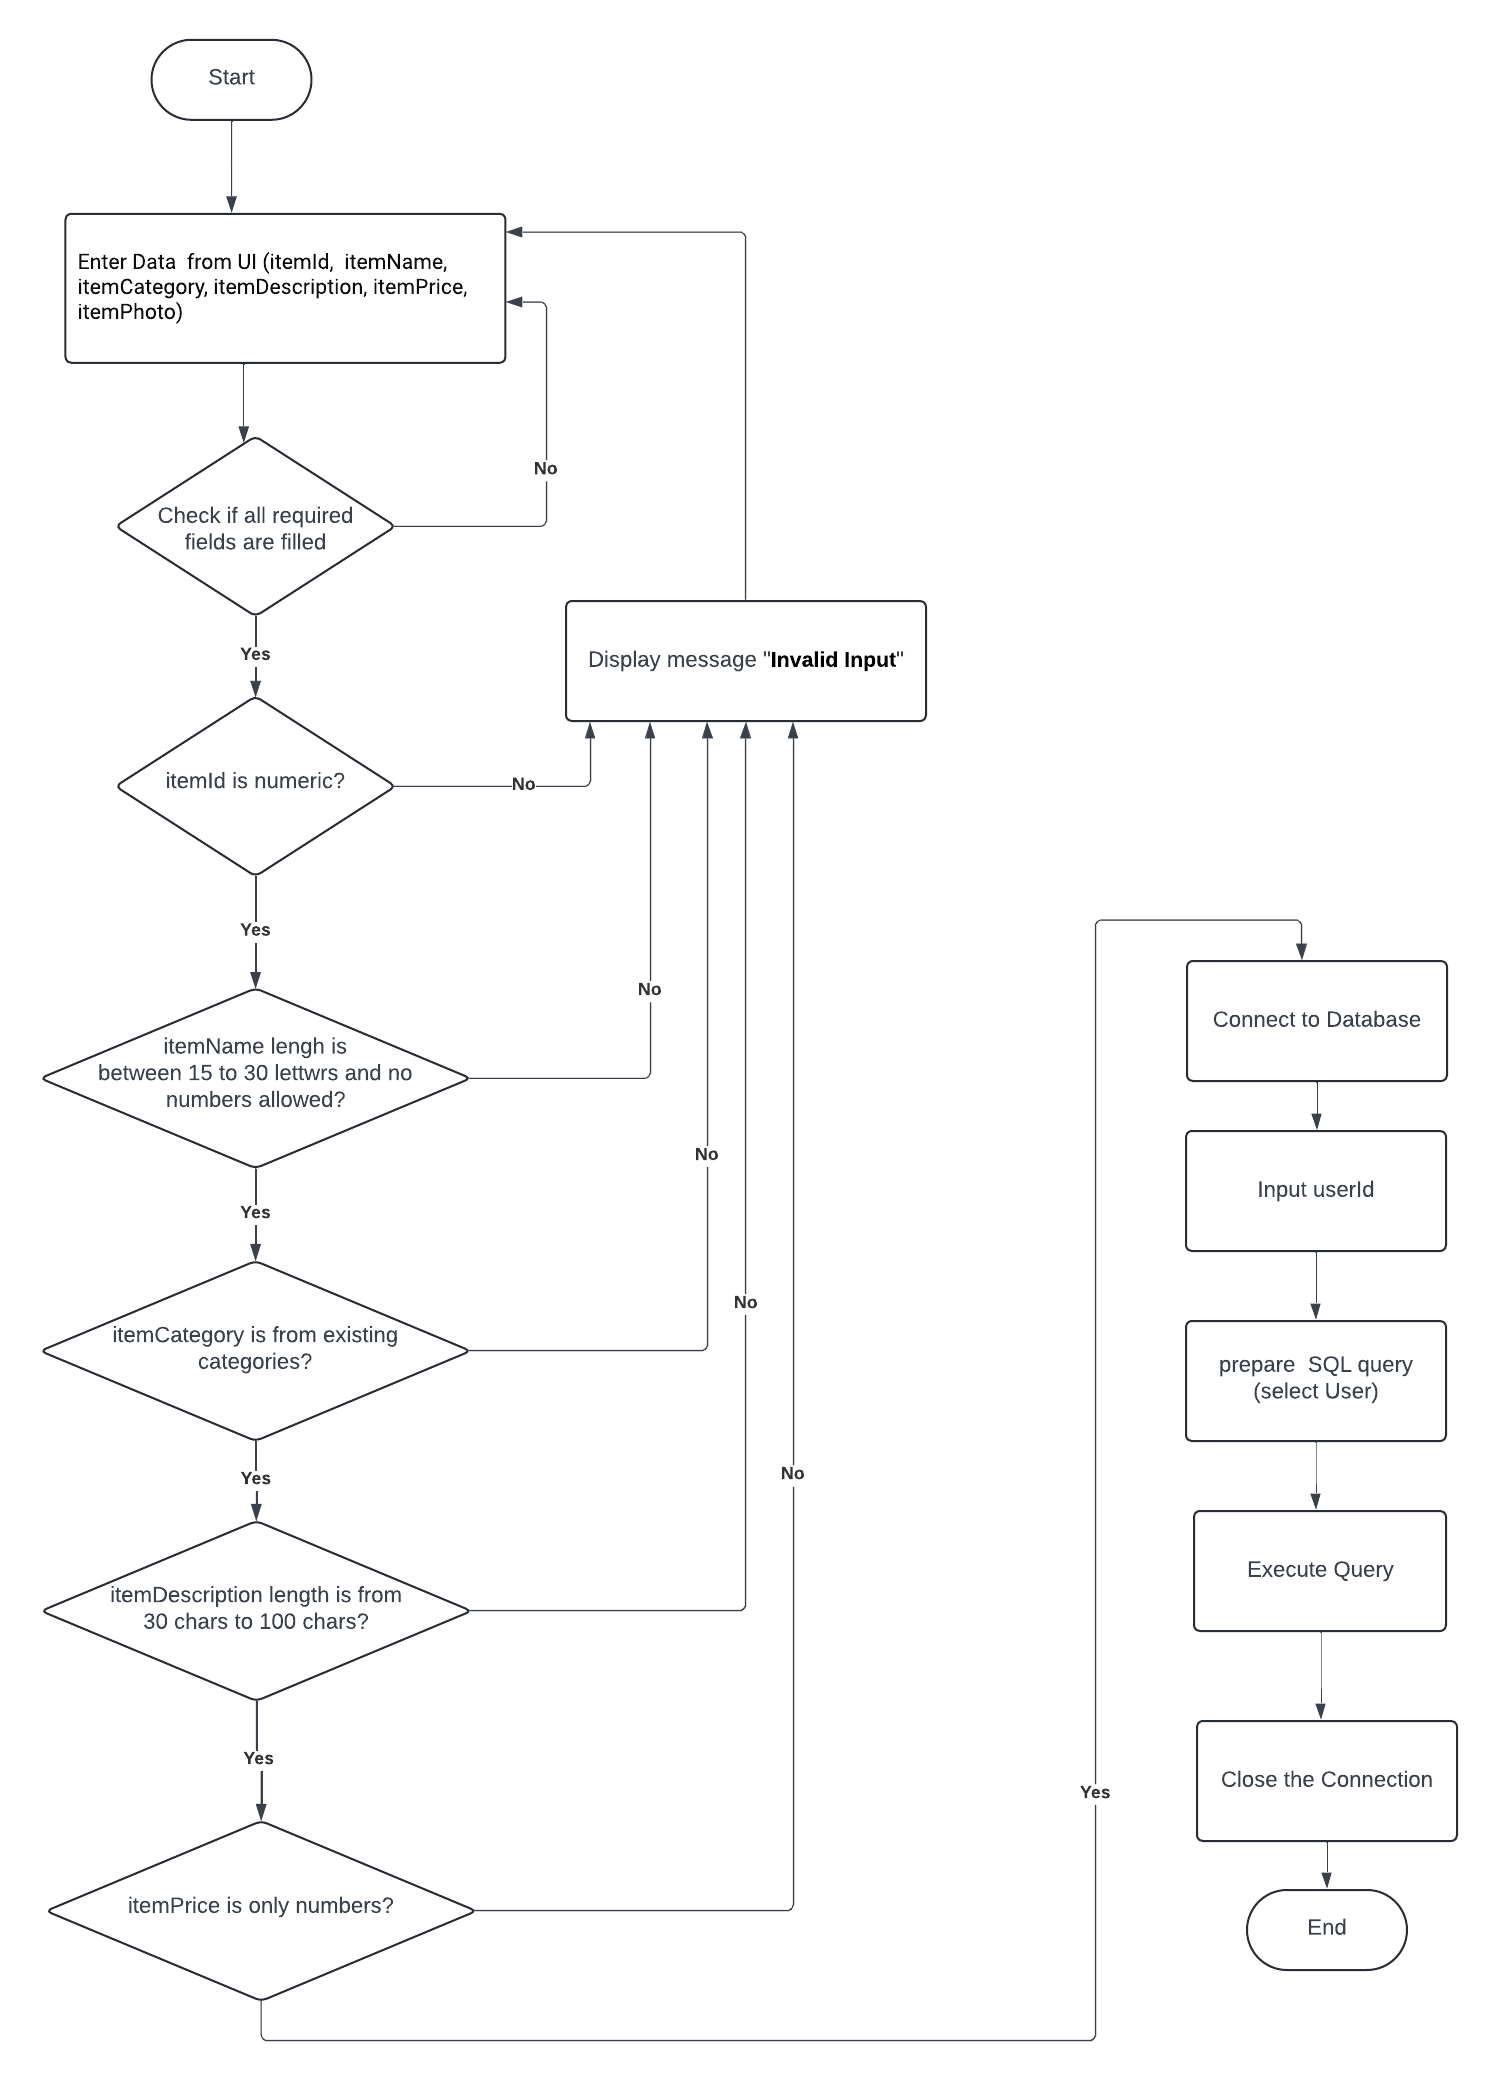 Start
Enter Data  from UI (itemId,  itemName,
itemCategory, itemDescription, itemPrice,
itemPhoto)
No
Check if all required
fields are filled
Yes
Display message "Invalid Input"
itemId is numeric?
No
Yes
No
itemName lengh is
between 15 to 30 lettwrs and no
numbers allowed?
No
Yes
No
itemCategory is from existing
categories?
Yes
No
itemDescription length is from
30 chars to 100 chars?
Yes
itemPrice is only numbers?
Yes
Connect to Database
Input userId
prepare  SQL query
(select User)
Execute Query
Close the Connection
End